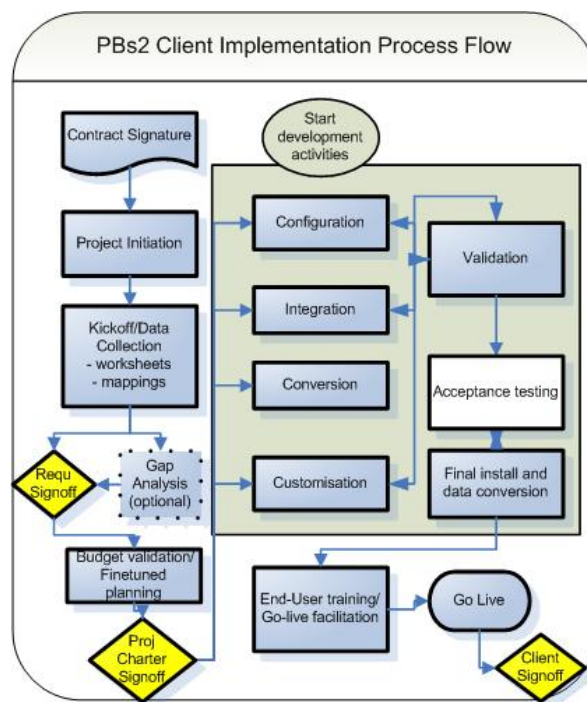 PBs2 Client Implementation Process Flow
Contract Signature
Project Initiation
Kickoff/Data
Collection
- worksheets
- mappings
Requ
Signoff
Gap
Analysis
(optional)
Budget validation/
Finetuned
planning
Proj
Charter
Signoff
Start
development
activities
Configuration
Integration
Conversion
Customisation
Validation
Acceptance testing
Final install and
data conversion
End-User training/
Go-live facilitation
Go Live
Client
Signoff